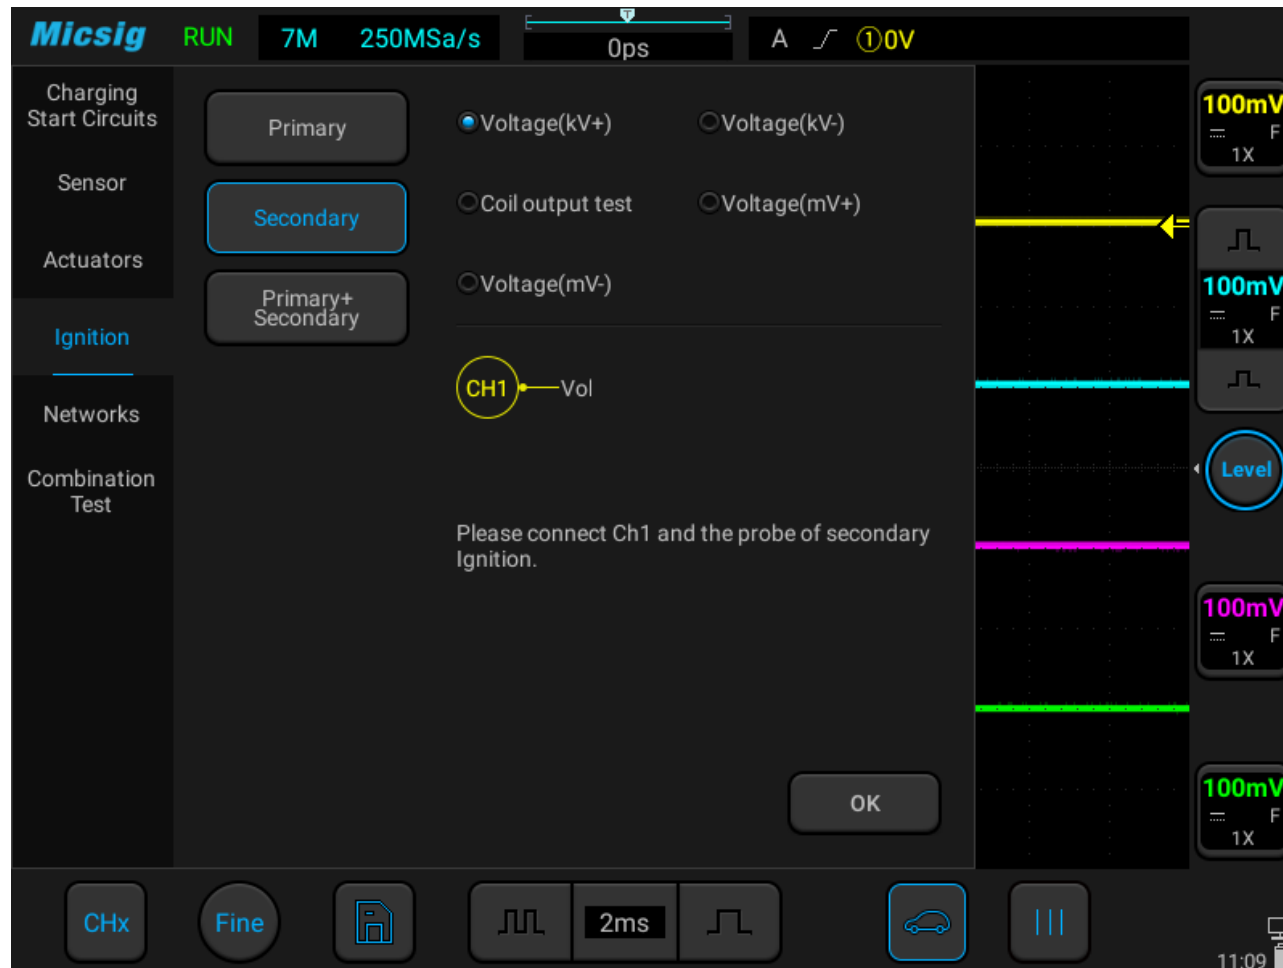 Micsig RUN 7M 250MSa/s T 0ps A ①0V
Charging
Start Circuits
Sensor
Actuators
Ignition
Networks
Combination
Test
Primary
Secondary
Primary+
Secondary
Voltage(kV+) Voltage(kV-)
Coil output test Voltage(mV+)
Voltage(mV-)
CH1 Vol
Please connect Ch1 and the probe of secondary
Ignition.
OK
100mV
F
1X
100mV
F
1X
Level
100mV
F
1X
100mV
F
1X
CHx Fine 2ms
11:09